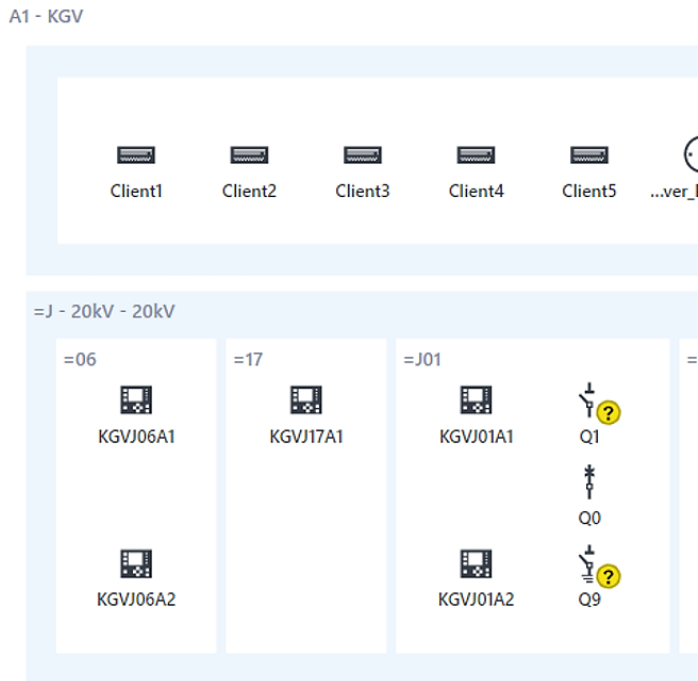 A1 - KGV
Client1 Client2 Client3 Client4 Client5 ...ver_
=J - 20kV - 20kV
=06 =17 =J01 =
KGVJ06A1 KGVJ17A1 KGVJ01A1 ? Q1
Q0
KGVJ06A2 KGVJ01A2 ? Q9